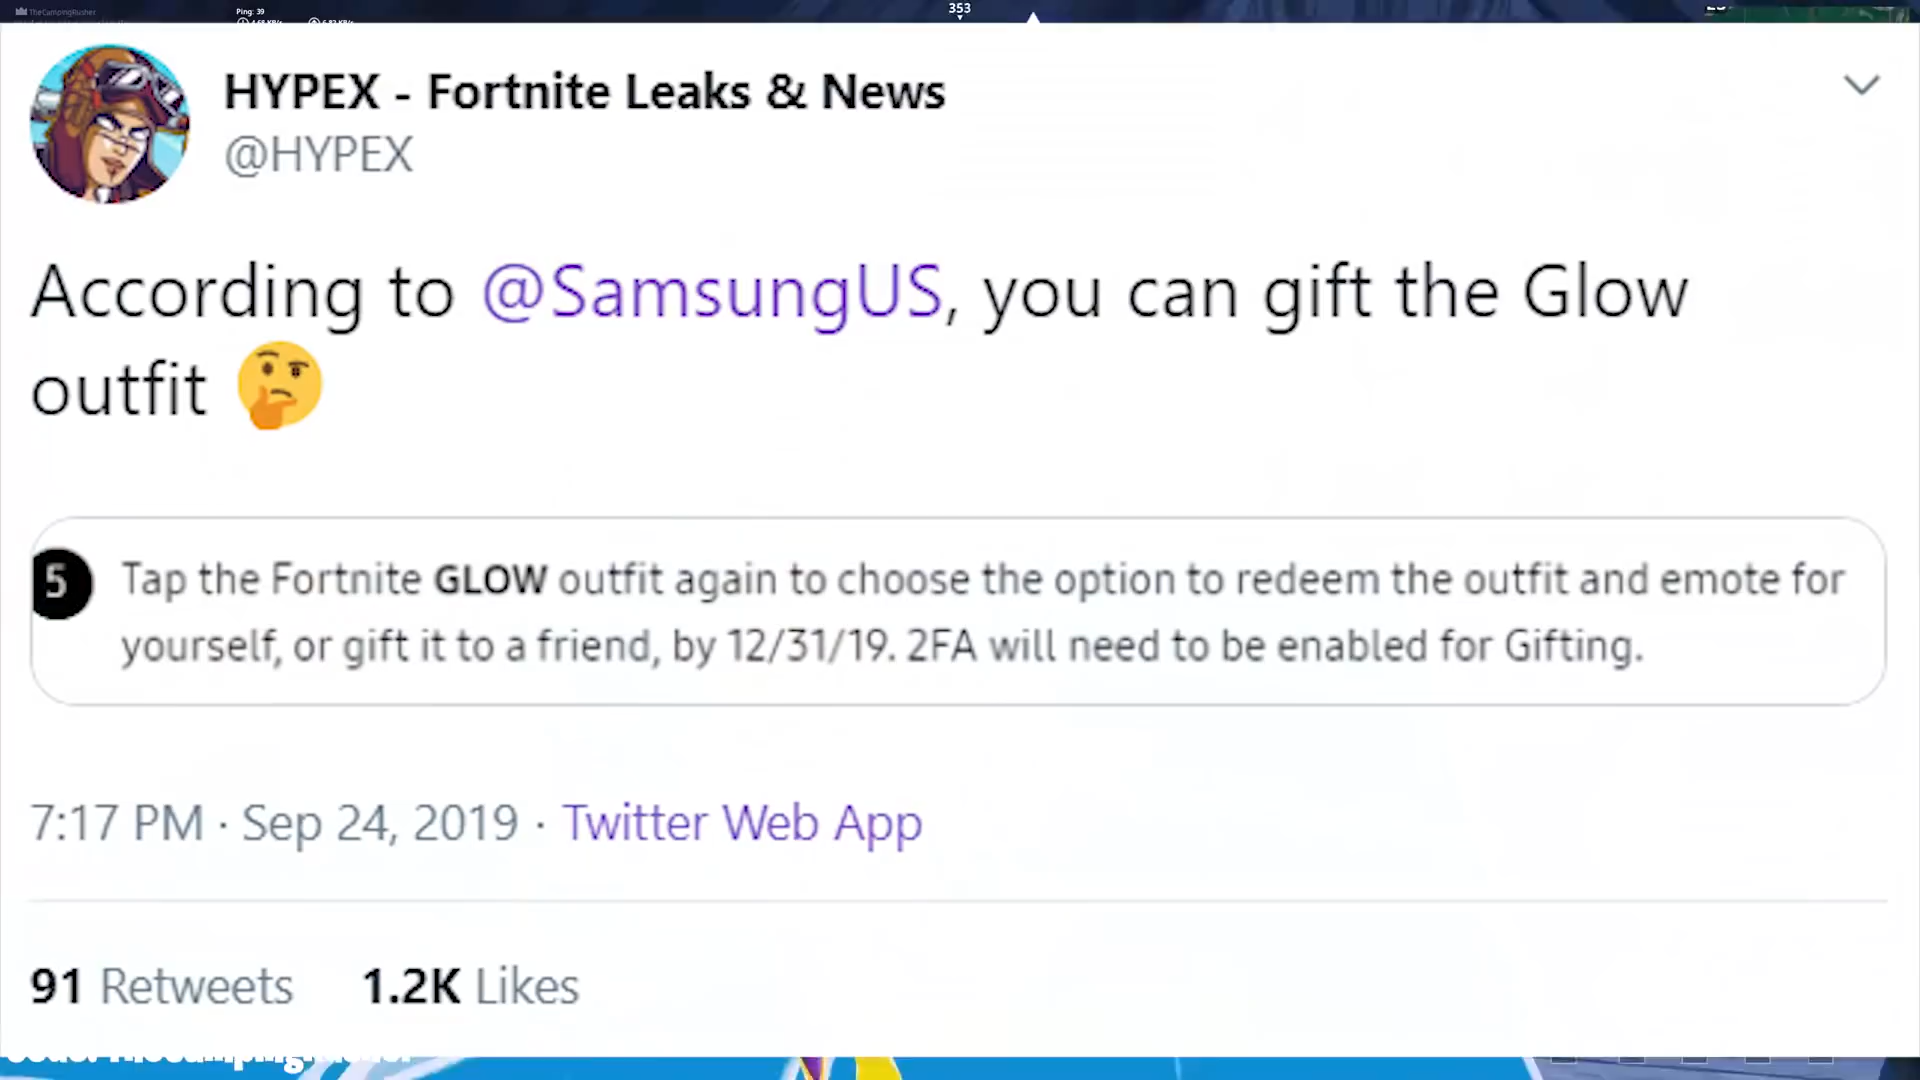 TheCampingRusher
Ping: 39
353
HYPEX - Fortnite Leaks & News
@HYPEX
According to @SamsungUS, you can gift the Glow
outfit 🤔
5 Tap the Fortnite GLOW outfit again to choose the option to redeem the outfit and emote for
yourself, or gift it to a friend, by 12/31/19. 2FA will need to be enabled for Gifting.
7:17 PM · Sep 24, 2019 · Twitter Web App
91 Retweets 1.2K Likes